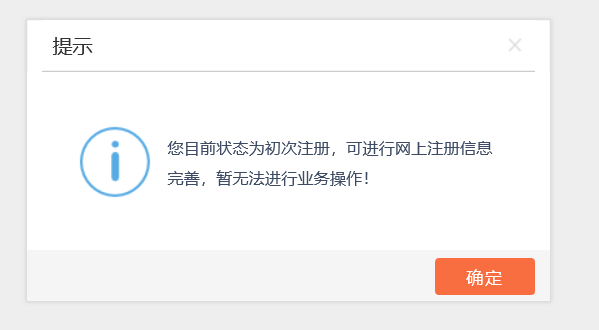 提示
您目前状态为初次注册，可进行网上注册信息
完善，暂无法进行业务操作！
确定